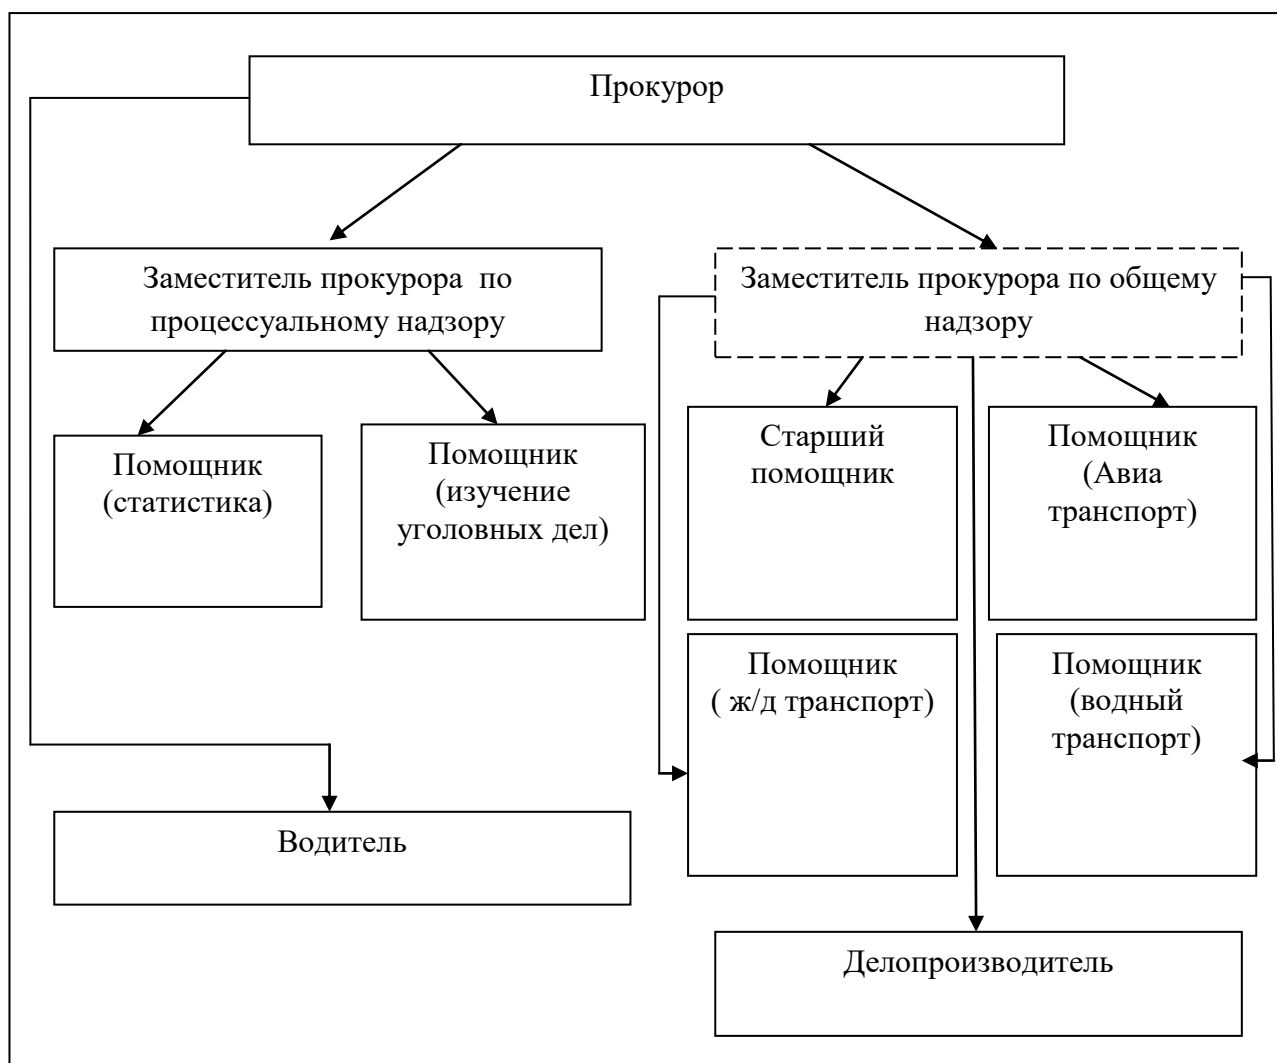 Прокурор
Заместитель прокурора по
процессуальному надзору
Заместитель прокурора по общему
надзору
Помощник
(статистика)
Помощник
(изучение
уголовных дел)
Старший
помощник
Помощник
(Авиа
транспорт)
Помощник
( ж/д транспорт)
Помощник
(водный
транспорт)
Водитель
Делопроизводитель